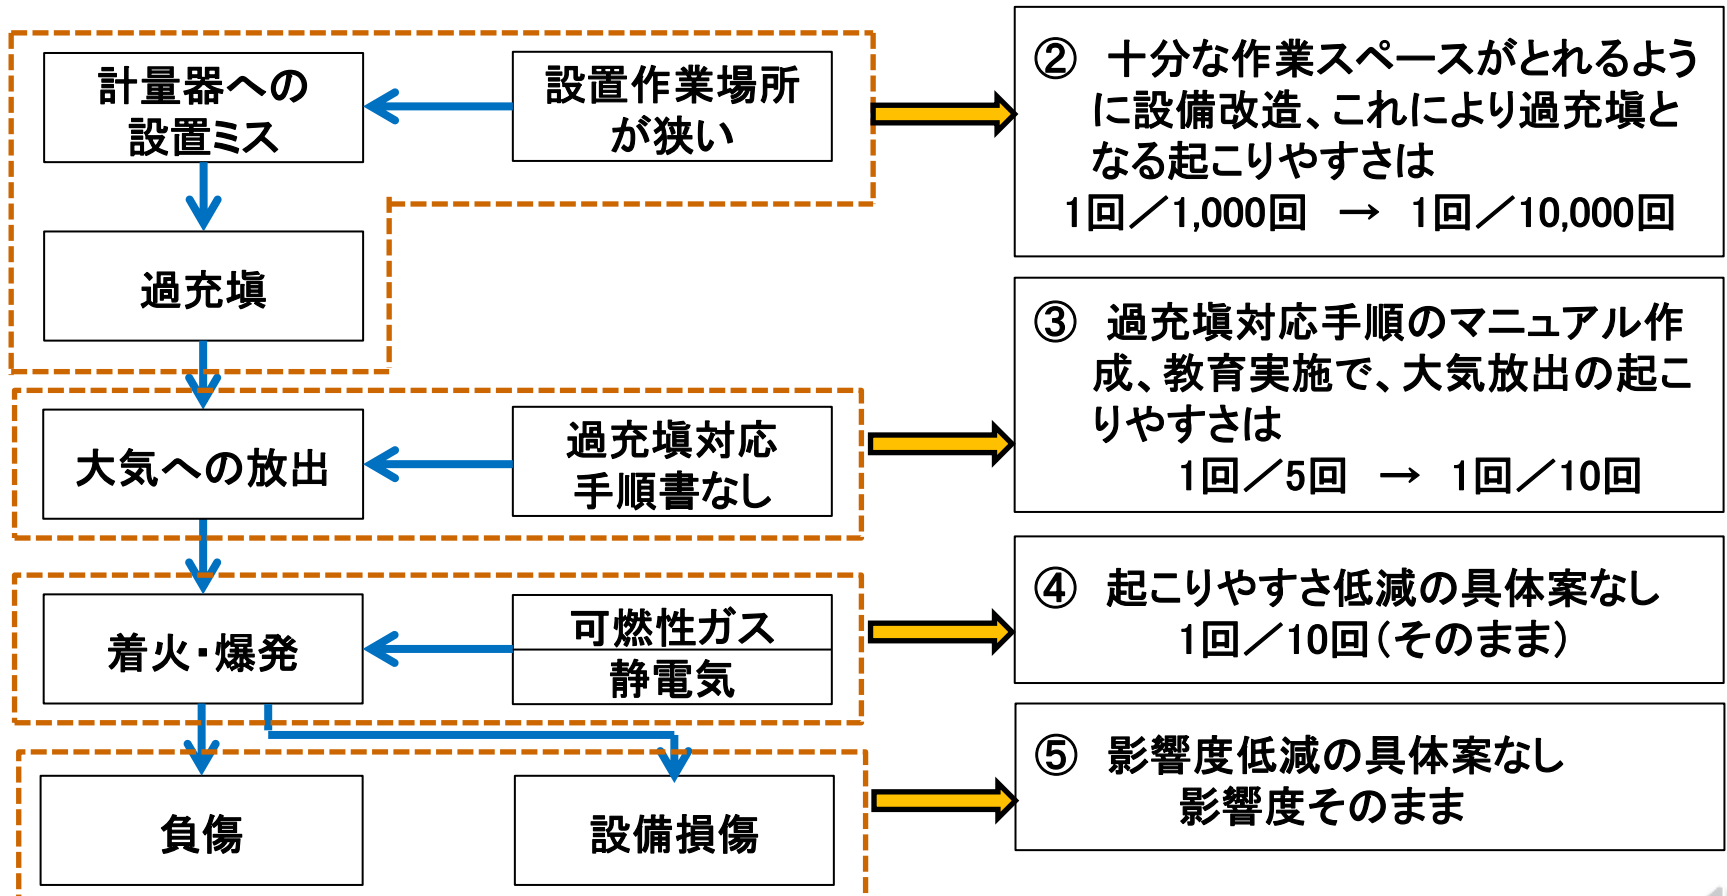 計量器への
設置ミス
設置作業場所
が狭い
過充塡
大気への放出
過充塡対応
手順書なし
着火・爆発
可燃性ガス
静電気
負傷
設備損傷
② 十分な作業スペースがとれるよう
に設備改造、これにより過充塡と
なる起こりやすさは
1回／1,000回 → 1回／10,000回
③ 過充塡対応手順のマニュアル作
成、教育実施で、大気放出の起こ
りやすさは
1回／5回 → 1回／10回
④ 起こりやすさ低減の具体案なし
1回／10回（そのまま）
⑤ 影響度低減の具体案なし
影響度そのまま